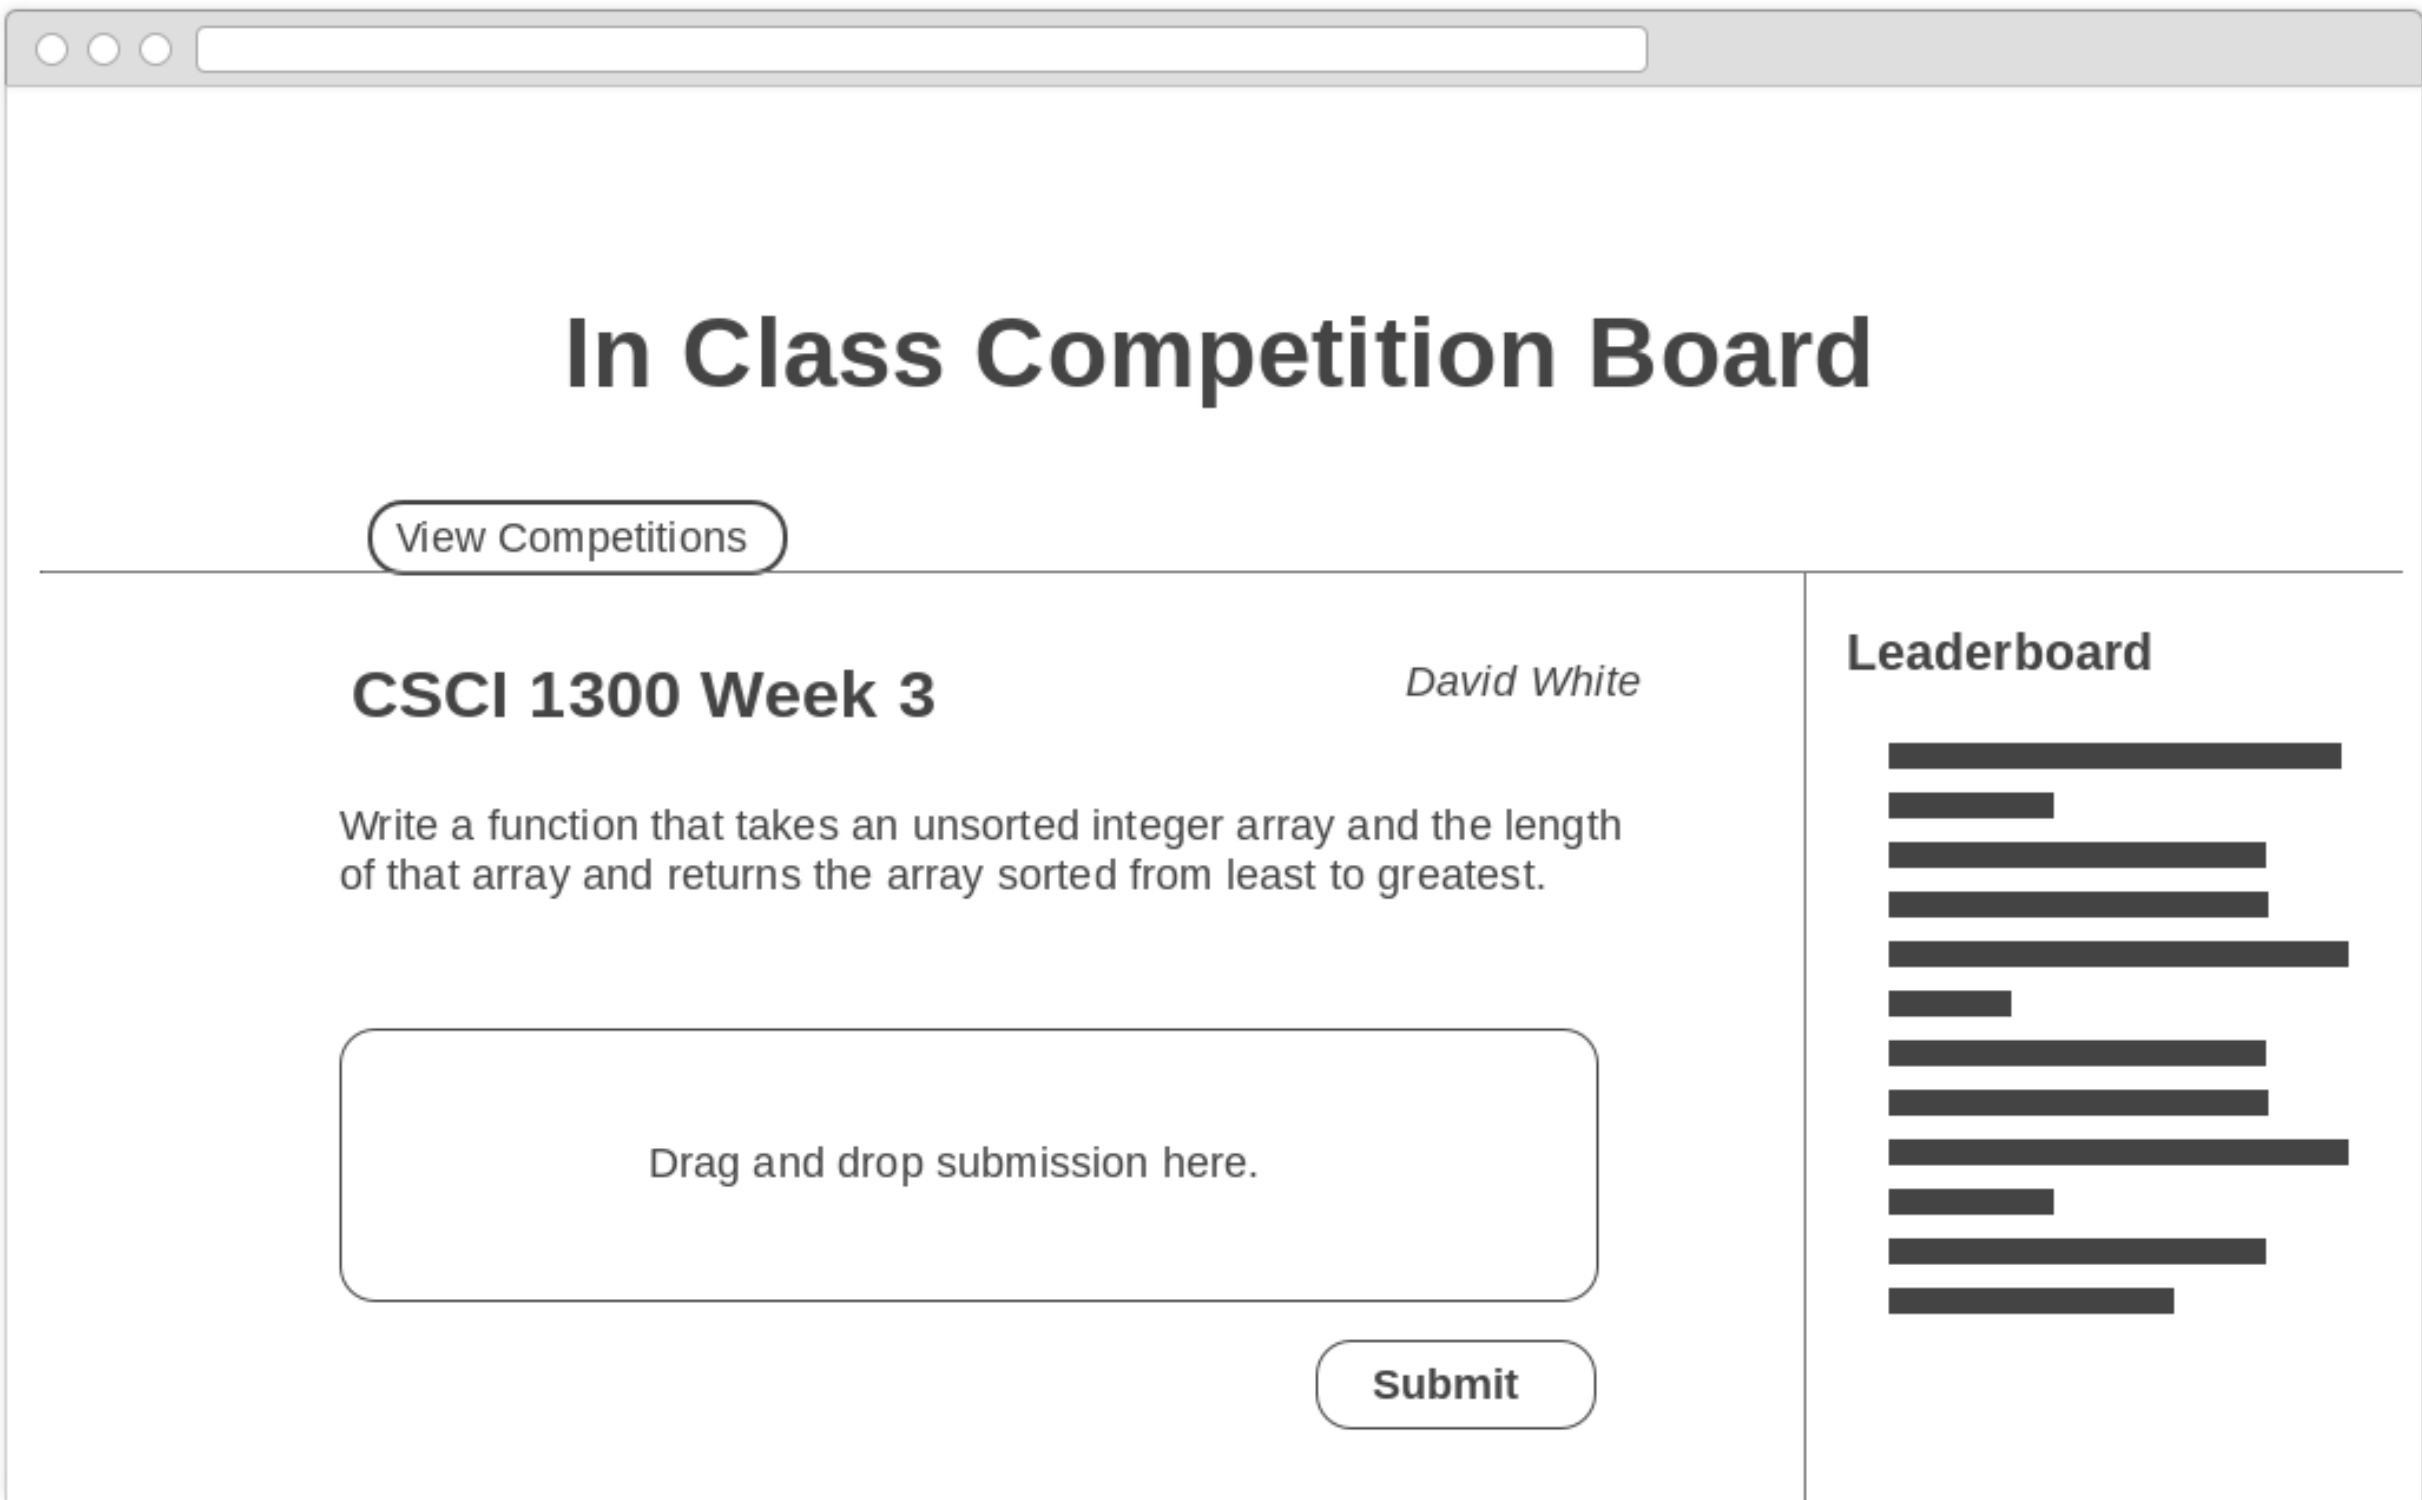 In Class Competition Board
View Competitions
CSCI 1300 Week 3
David White
Write a function that takes an unsorted integer array and the length
of that array and returns the array sorted from least to greatest.
Drag and drop submission here.
Submit
Leaderboard